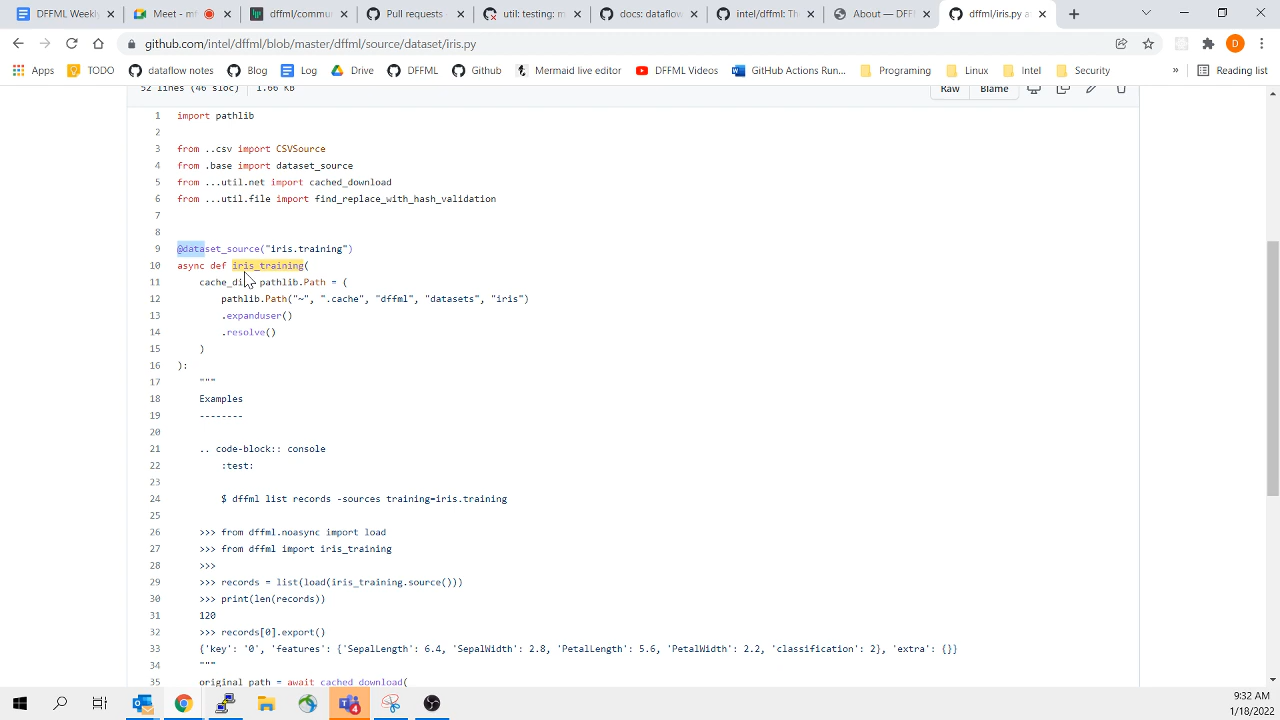 DFFML Weekly
Meet - m
dffml/commun
Pull requests
util: testing: m
docs: dataflow
intel/dffml: Th
About — DFF
dffml/iris.py a
github.com/intel/dffml/blob/master/dffml/source/dataset/iris.py
D
Apps
TODO
dataflow notes
Blog
Log
Drive
DFFML
Github
Mermaid live editor
DFFML Videos
GitHub Actions Run...
Programing
Linux
Intel
Security
»
Reading list
52 lines (46 sloc)
1.66 KB
Raw
Blame
1 import pathlib
2
3 from ..csv import CSVSource
4 from .base import dataset_source
5 from ...util.net import cached_download
6 from ...util.file import find_replace_with_hash_validation
7
8
9 @dataset_source("iris.training")
10 async def iris_training(
11 cache_di pathlib.Path = (
12 pathlib.Path("~", ".cache", "dffml", "datasets", "iris")
13 .expanduser()
14 .resolve()
15 )
16 ):
17 """
18 Examples
19 --------
20
21 .. code-block:: console
22 :test:
23
24 $ dffml list records -sources training=iris.training
25
26 >>> from dffml.noasync import load
27 >>> from dffml import iris_training
28 >>>
29 >>> records = list(load(iris_training.source()))
30 >>> print(len(records))
31 120
32 >>> records[0].export()
33 {'key': '0', 'features': {'SepalLength': 6.4, 'SepalWidth': 2.8, 'PetalLength': 5.6, 'PetalWidth': 2.2, 'classification': 2}, 'extra': {}}
34 """
35 original_path = await cached_download(
4
9:32 AM
1/18/2022